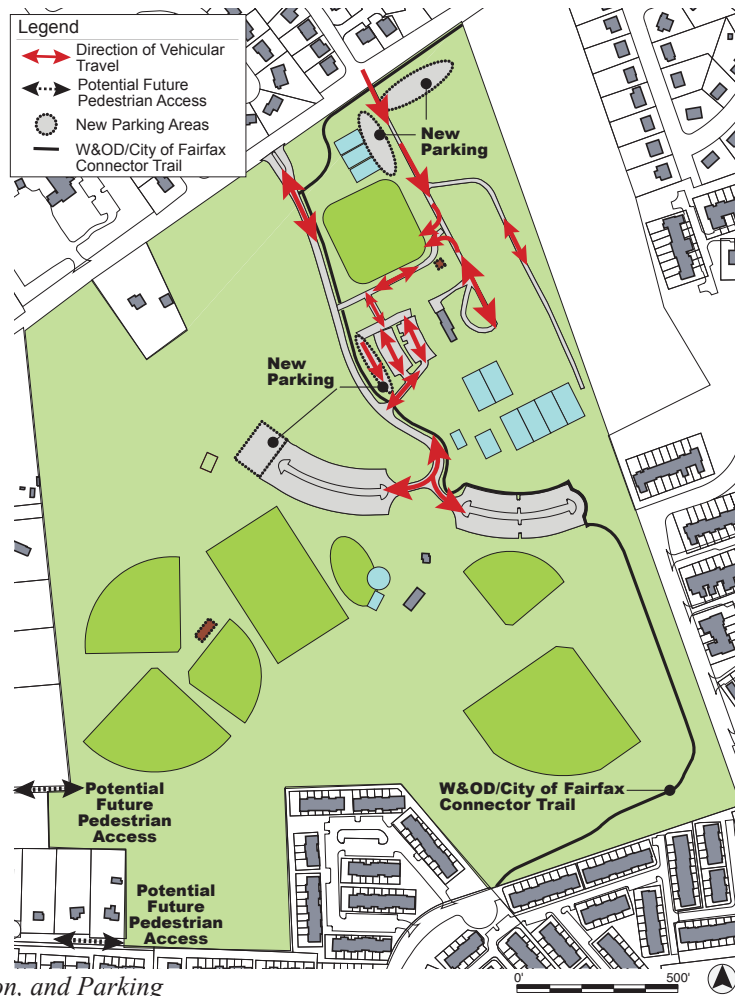 Legend
Direction of Vehicular
Travel
Potential Future
Pedestrian Access
New Parking Areas
W&OD/City of Fairfax
Connector Trail
New
Parking
New
Parking
W&OD/City of Fairfax
Connector Trail
Potential
Future
Pedestrian
Access
Potential
Future
Pedestrian
Access
on, and Parking
0'
500'